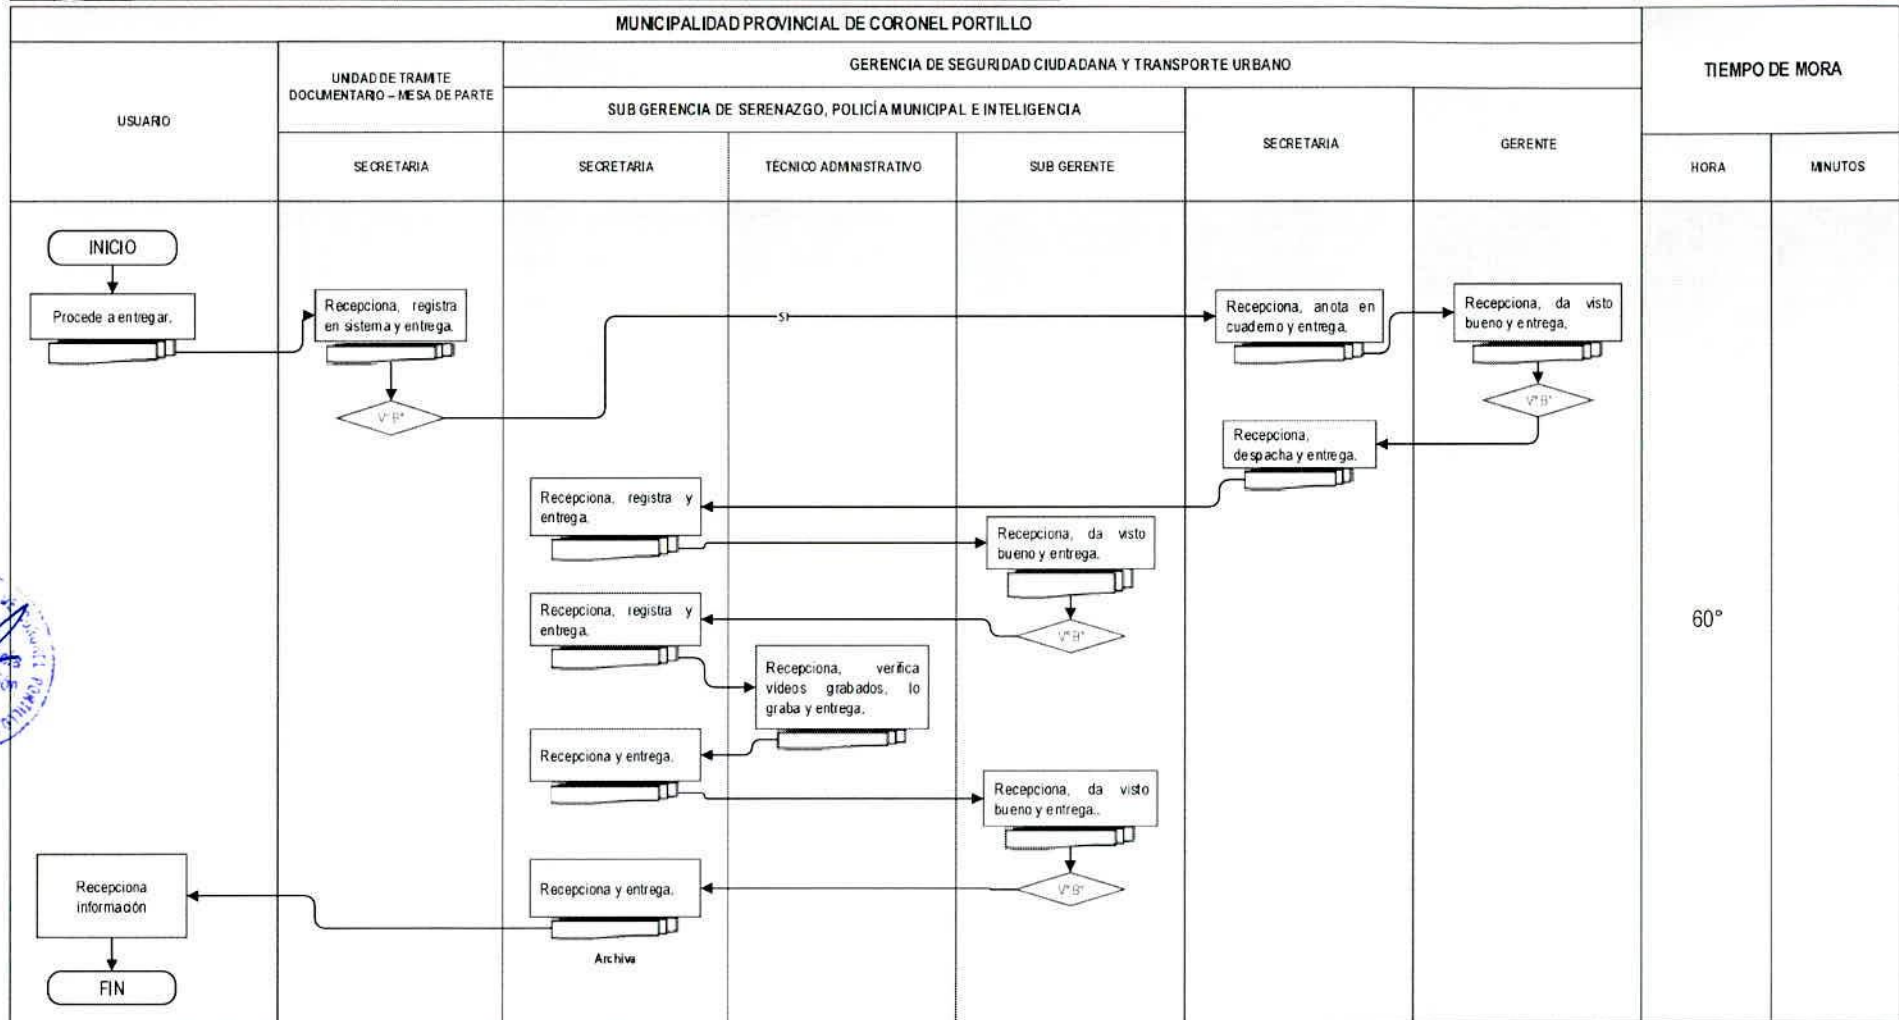 MUNICIPALIDAD PROVINCIAL DE CORONEL PORTILLO
USUARIO
UNIDAD DE TRAMITE
DOCUMENTARIO – MESA DE PARTE
GERENCIA DE SEGURIDAD CIUDADANA Y TRANSPORTE URBANO
TIEMPO DE MORA
SUB GERENCIA DE SERENAZGO, POLICÍA MUNICIPAL E INTELIGENCIA
SECRETARIA
GERENTE
SECRETARIA
SECRETARIA
TÉCNICO ADMINISTRATIVO
SUB GERENTE
HORA
MINUTOS
INICIO
Procede a entregar.
Recepciona, registra
en sistema y entrega.
V°B°
SI
Recepciona, anota en
cuaderno y entrega.
Recepciona, da visto
bueno y entrega.
V°B°
Recepciona,
despacha y entrega.
Recepciona, registra y
entrega.
Recepciona, da visto
bueno y entrega.
V°B°
Recepciona, registra y
entrega.
Recepciona, verifica
vídeos grabados, lo
graba y entrega.
Recepciona y entrega.
Recepciona, da visto
bueno y entrega..
V°B°
Recepciona y entrega.
Archiva
Recepciona
información
FIN
60°
PORTILLO